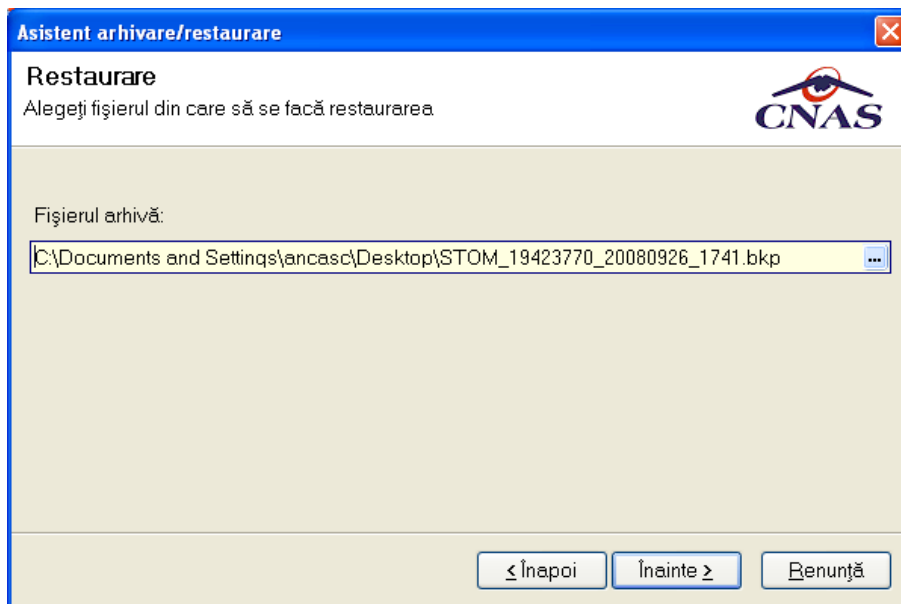 Asistent arhivare/restaurare
Restaurare
Alegeţi fişierul din care să se facă restaurarea
CNAS
Fişierul arhivă:
C:\Documents and Settings\ancasc\Desktop\STOM_19423770_20080926_1741.bkp ...
< Înapoi Înainte > Renunţă